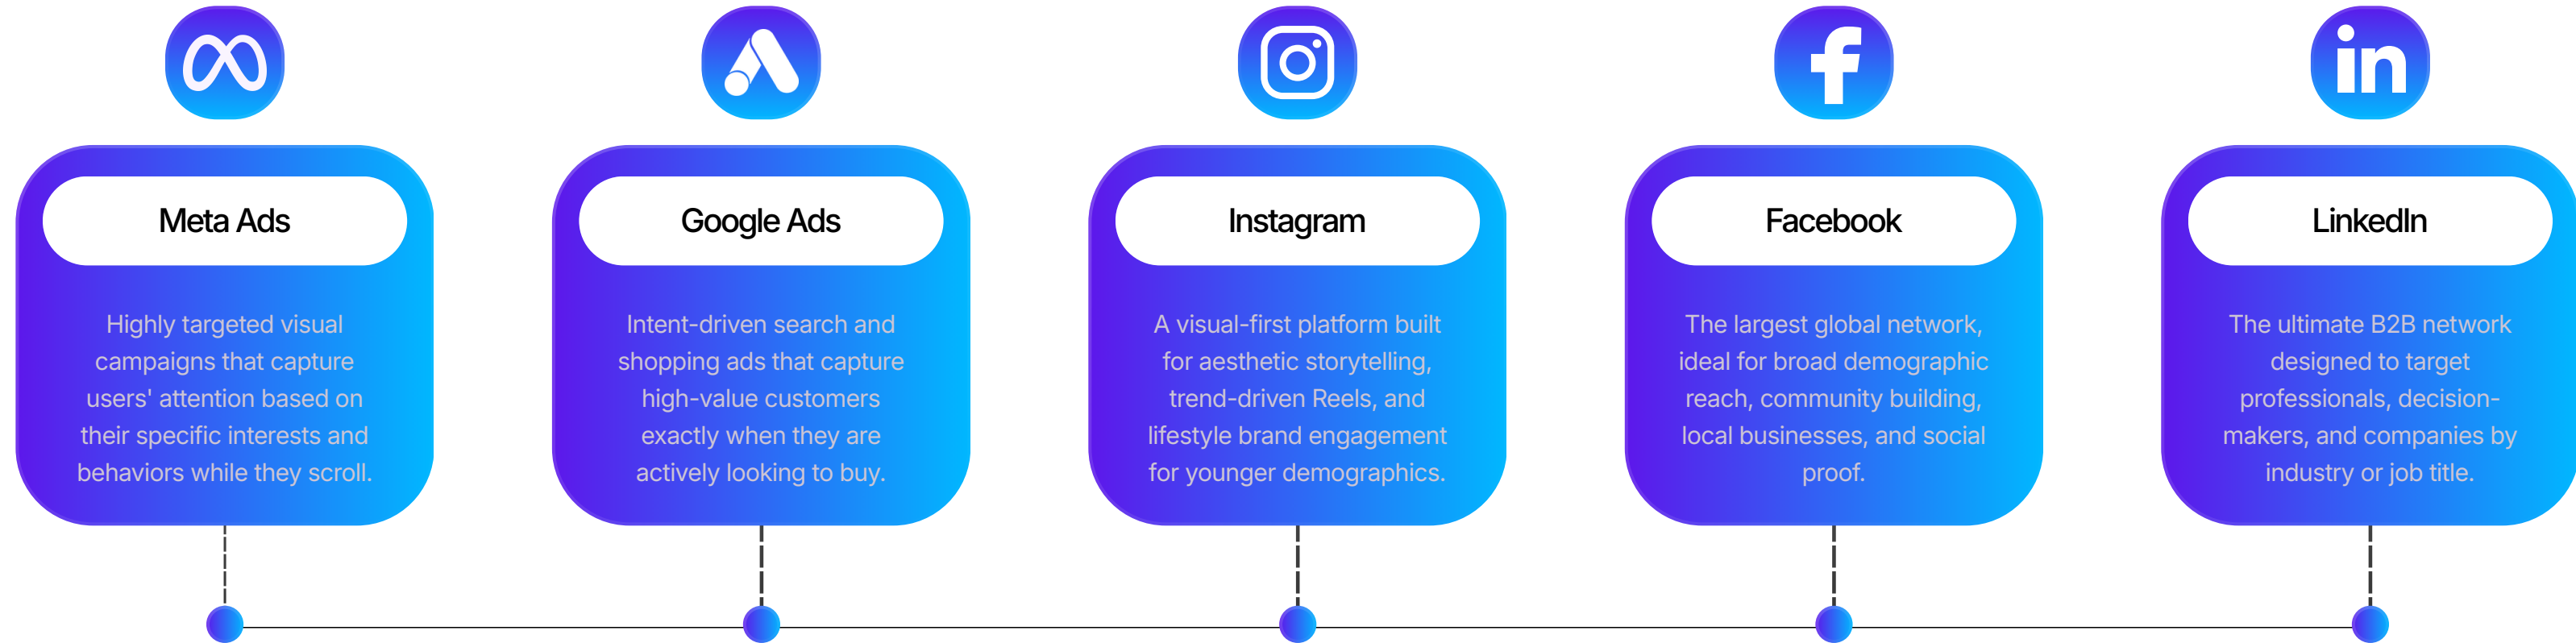 Meta Ads
Highly targeted visual
campaigns that capture
users' attention based on
their specific interests and
behaviors while they scroll.
Google Ads
Intent-driven search and
shopping ads that capture
high-value customers
exactly when they are
actively looking to buy.
Instagram
A visual-first platform built
for aesthetic storytelling,
trend-driven Reels, and
lifestyle brand engagement
for younger demographics.
Facebook
The largest global network,
ideal for broad demographic
reach, community building,
local businesses, and social
proof.
LinkedIn
The ultimate B2B network
designed to target
professionals, decision-
makers, and companies by
industry or job title.